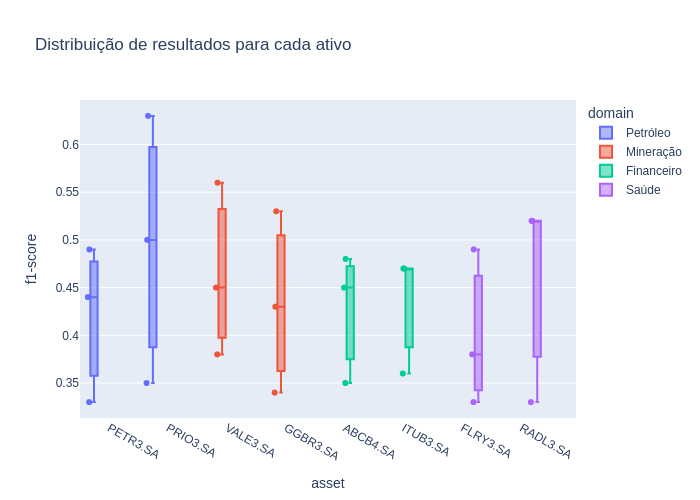 Distribuição de resultados para cada ativo
domain
Petróleo
Mineração
Financeiro
Saúde
f1-score
0.6
0.55
0.5
0.45
0.4
0.35
PETR3.SA
PRIO3.SA
VALE3.SA
GGBR3.SA
ABCB4.SA
ITUB3.SA
FLRY3.SA
RADL3.SA
asset